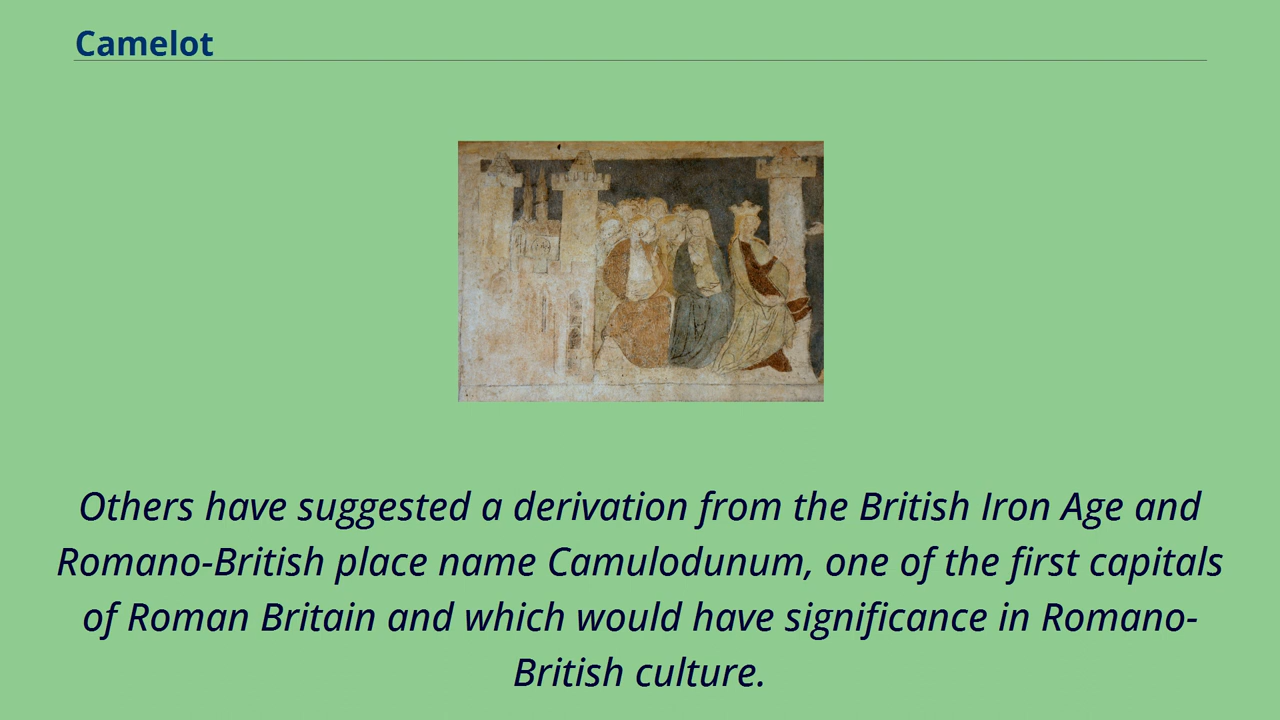 Camelot
Others have suggested a derivation from the British Iron Age and
Romano-British place name Camulodunum, one of the first capitals
of Roman Britain and which would have significance in Romano-
British culture.